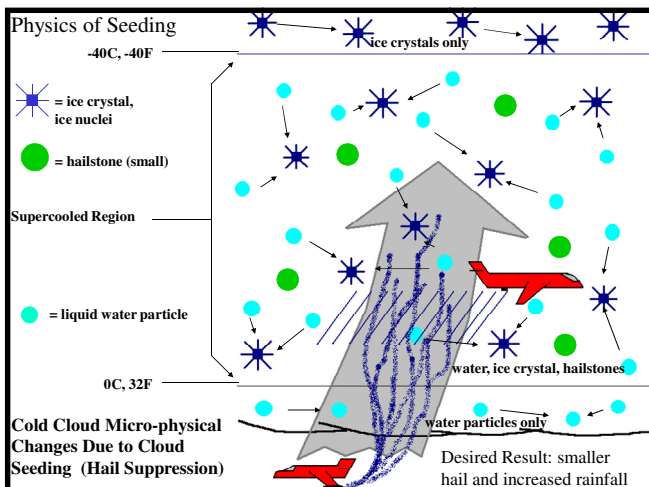 Physics of Seeding
ice crystals only
-40C, -40F
= ice crystal,
ice nuclei
= hailstone (small)
Supercooled Region
= liquid water particle
water, ice crystal, hailstones
0C, 32F
water particles only
Cold Cloud Micro-physical
Changes Due to Cloud
Seeding (Hail Suppression)
Desired Result: smaller
hail and increased rainfall